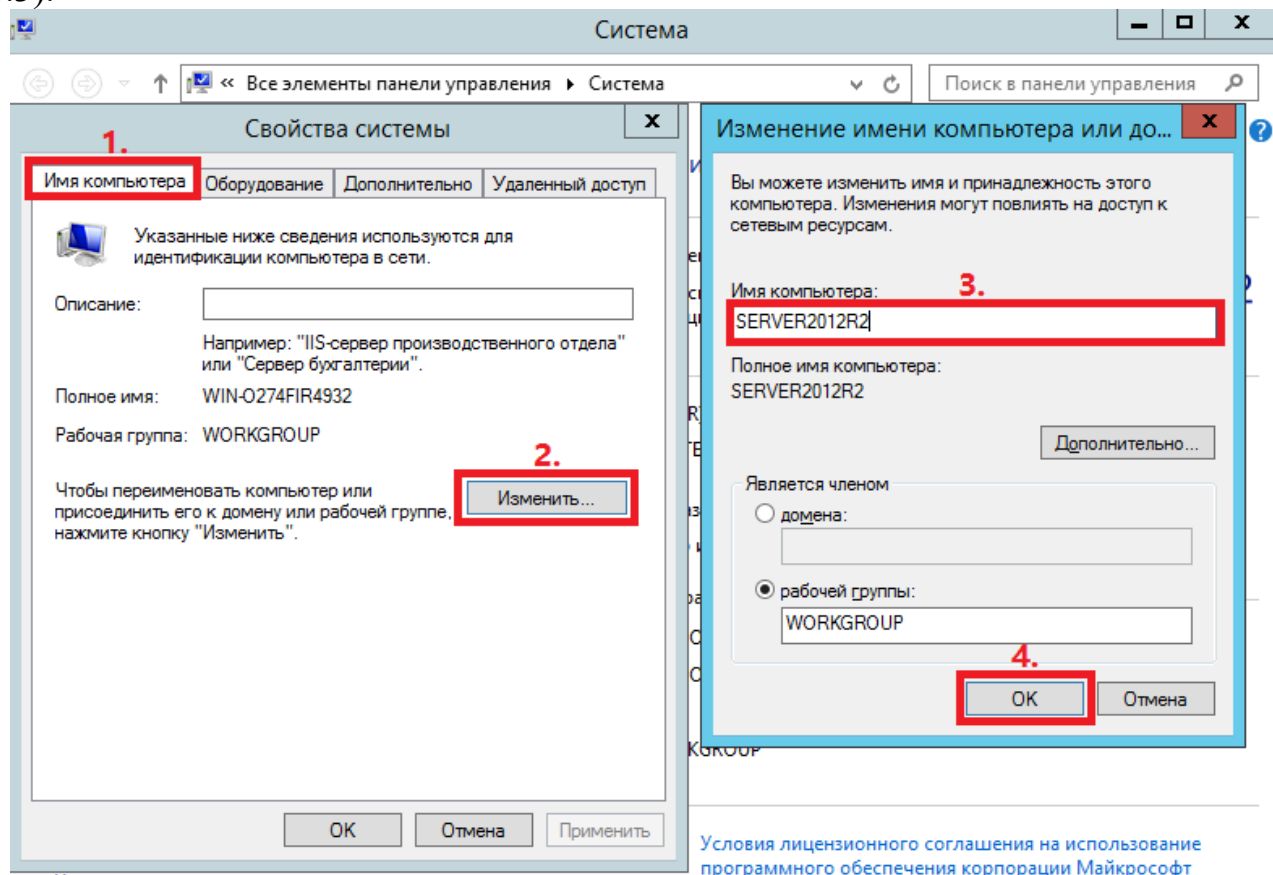 Система
« Все элементы панели управления ▸ Система
Поиск в панели управления
Свойства системы
1.
Имя компьютера
Оборудование
Дополнительно
Удаленный доступ
Указанные ниже сведения используются для
идентификации компьютера в сети.
Описание:
Например: "IIS-сервер производственного отдела"
или "Сервер бухгалтерии".
Полное имя: WIN-O274FIR4932
Рабочая группа: WORKGROUP
2.
Чтобы переименовать компьютер или
присоединить его к домену или рабочей группе,
нажмите кнопку "Изменить".
Изменить...
OK
Отмена
Применить
Изменение имени компьютера или до...
Вы можете изменить имя и принадлежность этого
компьютера. Изменения могут повлиять на доступ к
сетевым ресурсам.
Имя компьютера:
3.
SERVER2012R2
Полное имя компьютера:
SERVER2012R2
Дополнительно...
Является членом
домена:
рабочей группы:
WORKGROUP
4.
OK
Отмена
Условия лицензионного соглашения на использование
программного обеспечения корпорации Майкрософт